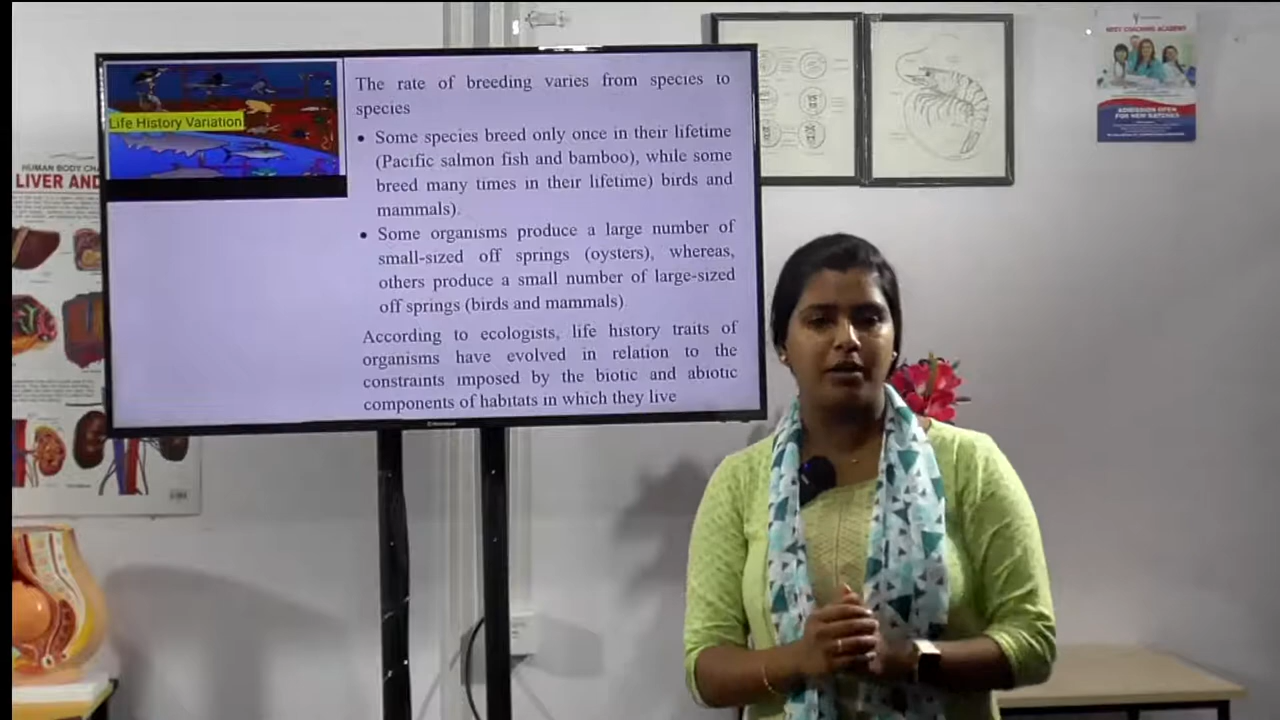 Life History Variation
The rate of breeding varies from species to
species
• Some species breed only once in their lifetime
(Pacific salmon fish and bamboo), while some
breed many times in their lifetime) birds and
mammals).
• Some organisms produce a large number of
small-sized off springs (oysters), whereas,
others produce a small number of large-sized
off springs (birds and mammals)
According to ecologists, life history traits of
organisms have evolved in relation to the
constraints imposed by the biotic and abiotic
components of habitats in which they live
HUMAN BODY CHA
LIVER AND
NEET COACHING ACADEMY
ADMISSION OPEN
FOR NEW BATCHES